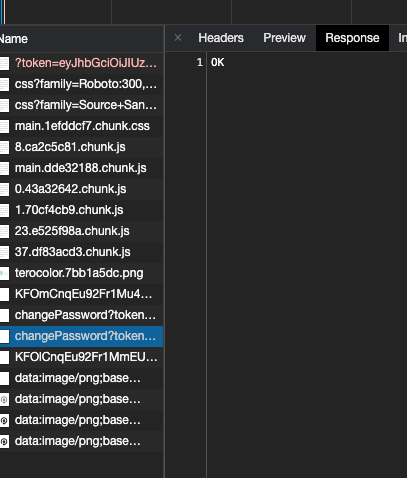 Name
× Headers Preview Response In
?token=eyJhbGciOiJIUz...
css?family=Roboto:300,...
css?family=Source+San...
main.1efddcf7.chunk.css
8.ca2c5c81.chunk.js
main.dde32188.chunk.js
0.43a32642.chunk.js
1.70cf4cb9.chunk.js
23.e525f98a.chunk.js
37.df83acd3.chunk.js
terocolor.7bb1a5dc.png
KFOmCnqEu92Fr1Mu4...
changePassword?token...
changePassword?token...
KFOlCnqEu92Fr1MmEU...
data:image/png;base...
data:image/png;base...
data:image/png;base...
data:image/png;base...
1 OK